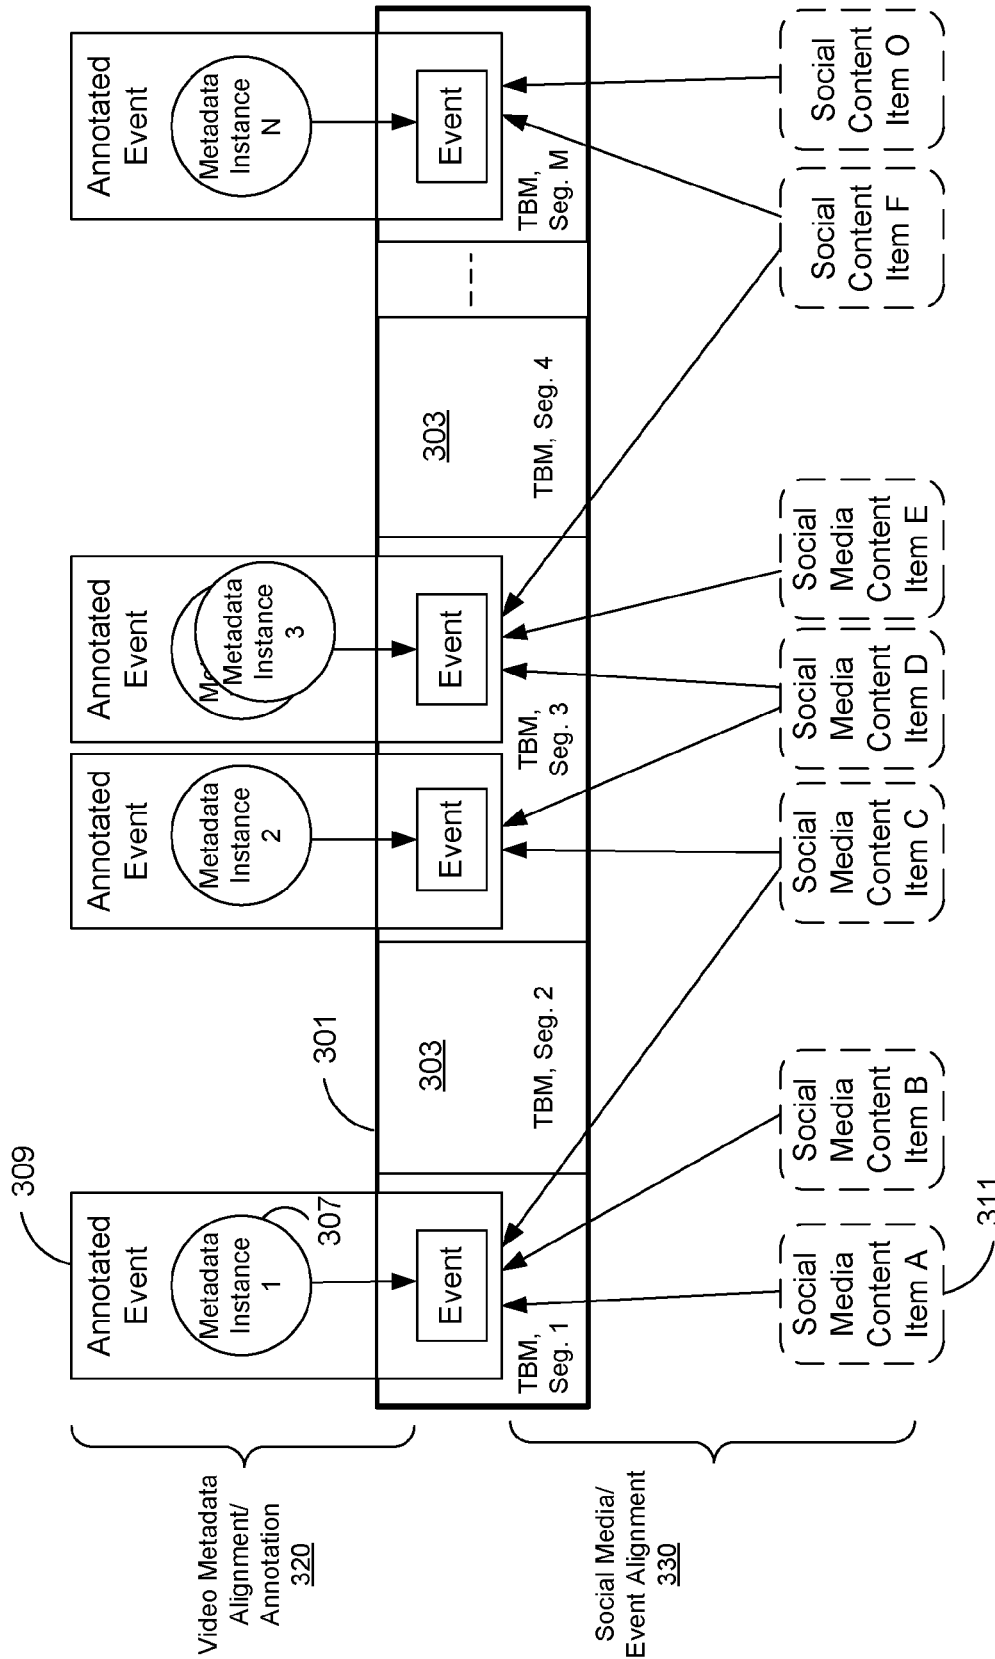 309
Annotated
Event
Metadata
Instance
1
307
Annotated
Event
Metadata
Instance
2
Annotated
Event
Metadata
Instance
3
Annotated
Event
Metadata
Instance
N
Video Metadada
Alignment/
Annotation
320
301
Event
TBM,
Seg. 1
303
TBM, Seg. 2
Event
TBM,
Seg. 3
Event
303
TBM, Seg. 4
Event
TBM,
Seg. M
Social Media/
Event Alignment
330
Social
Media
Content
Item A
311
Social
Media
Content
Item B
Social
Media
Content
Item C
Social
Media
Content
Item D
Social
Media
Content
Item E
Social
Content
Item F
Social
Content
Item O